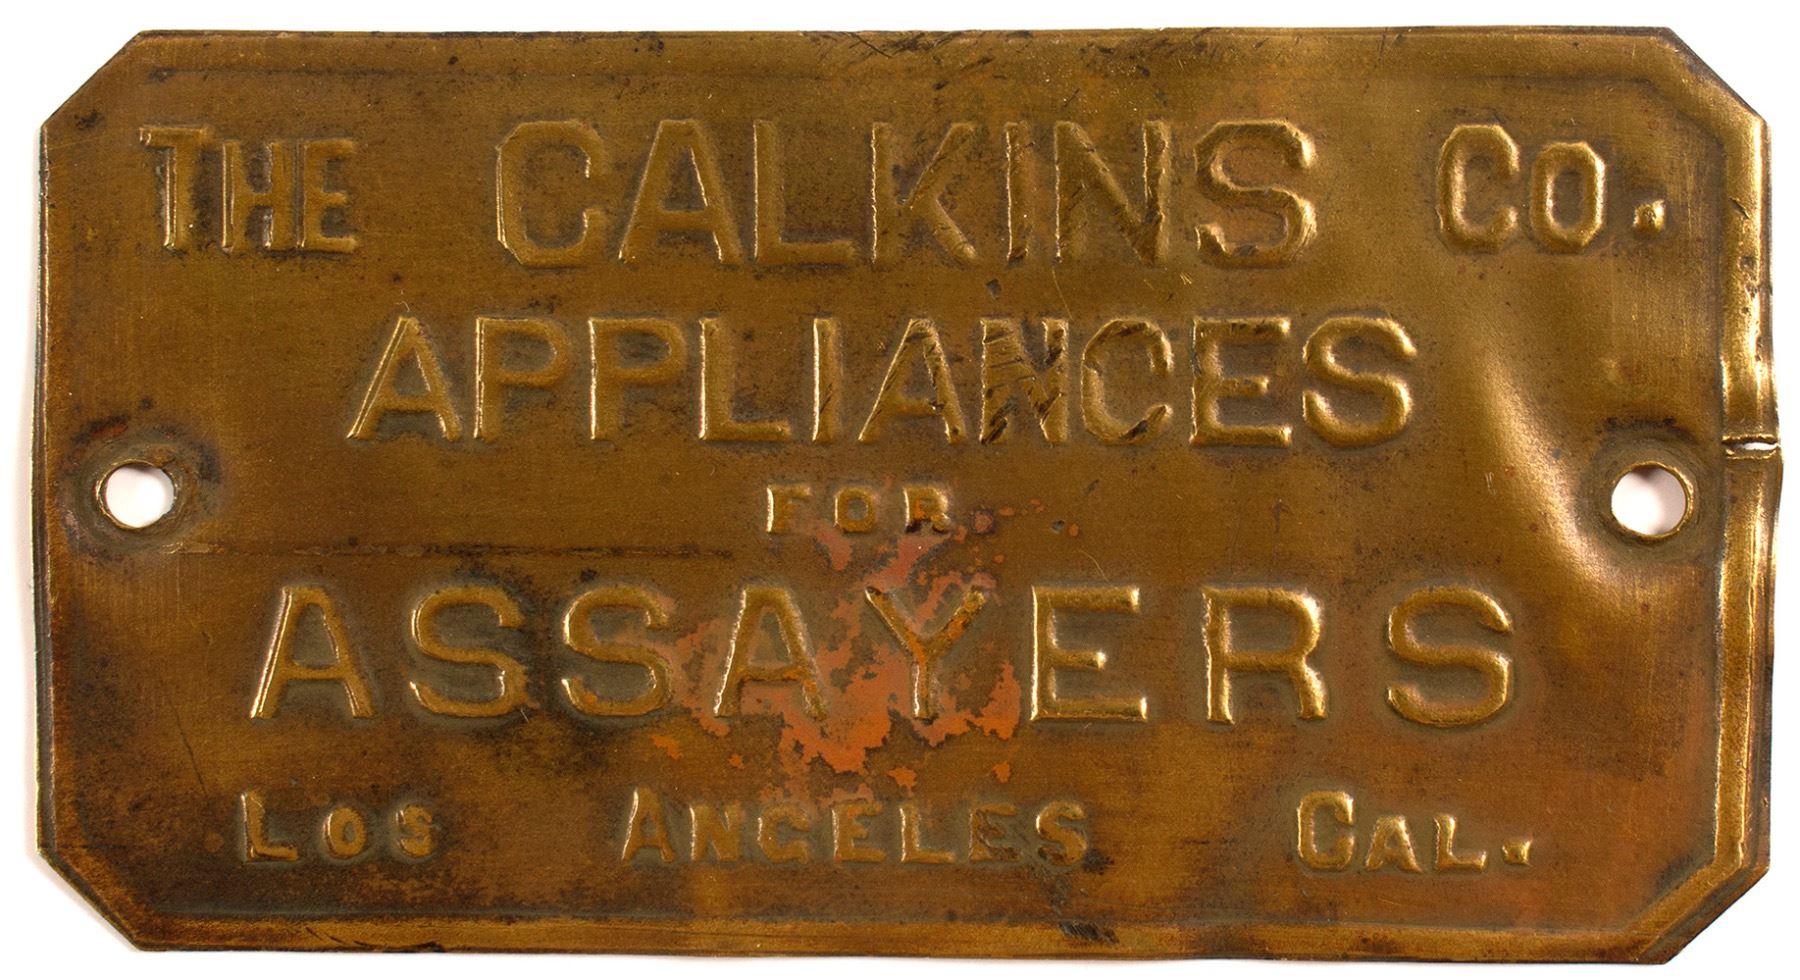 THE CALKINS CO.
APPLIANCES
FOR
ASSAYERS
LOS ANGELES CAL.